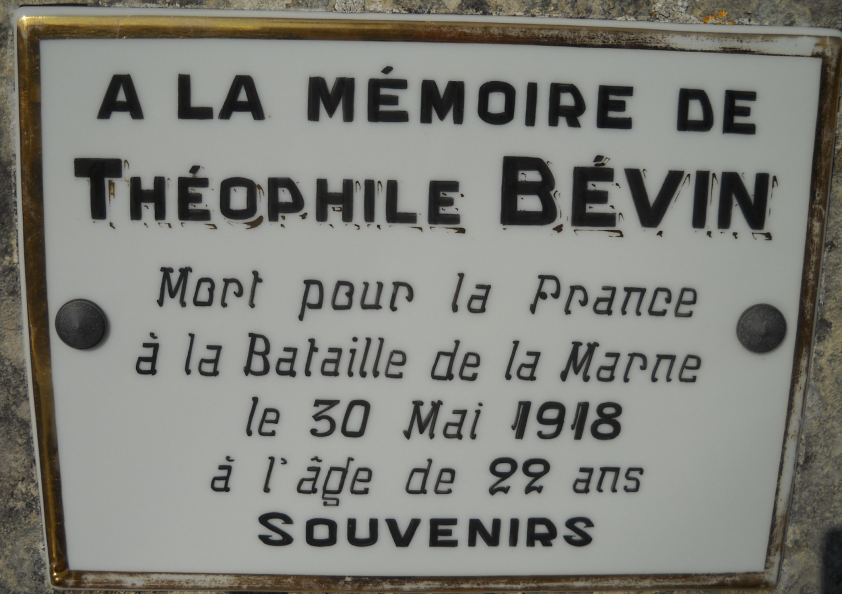 A LA MÉMOIRE DE
THÉOPHILE BÉVIN
Mort pour la France
à la Bataille de la Marne
le 30 Mai 1918
à l'âge de 22 ans
SOUVENIRS